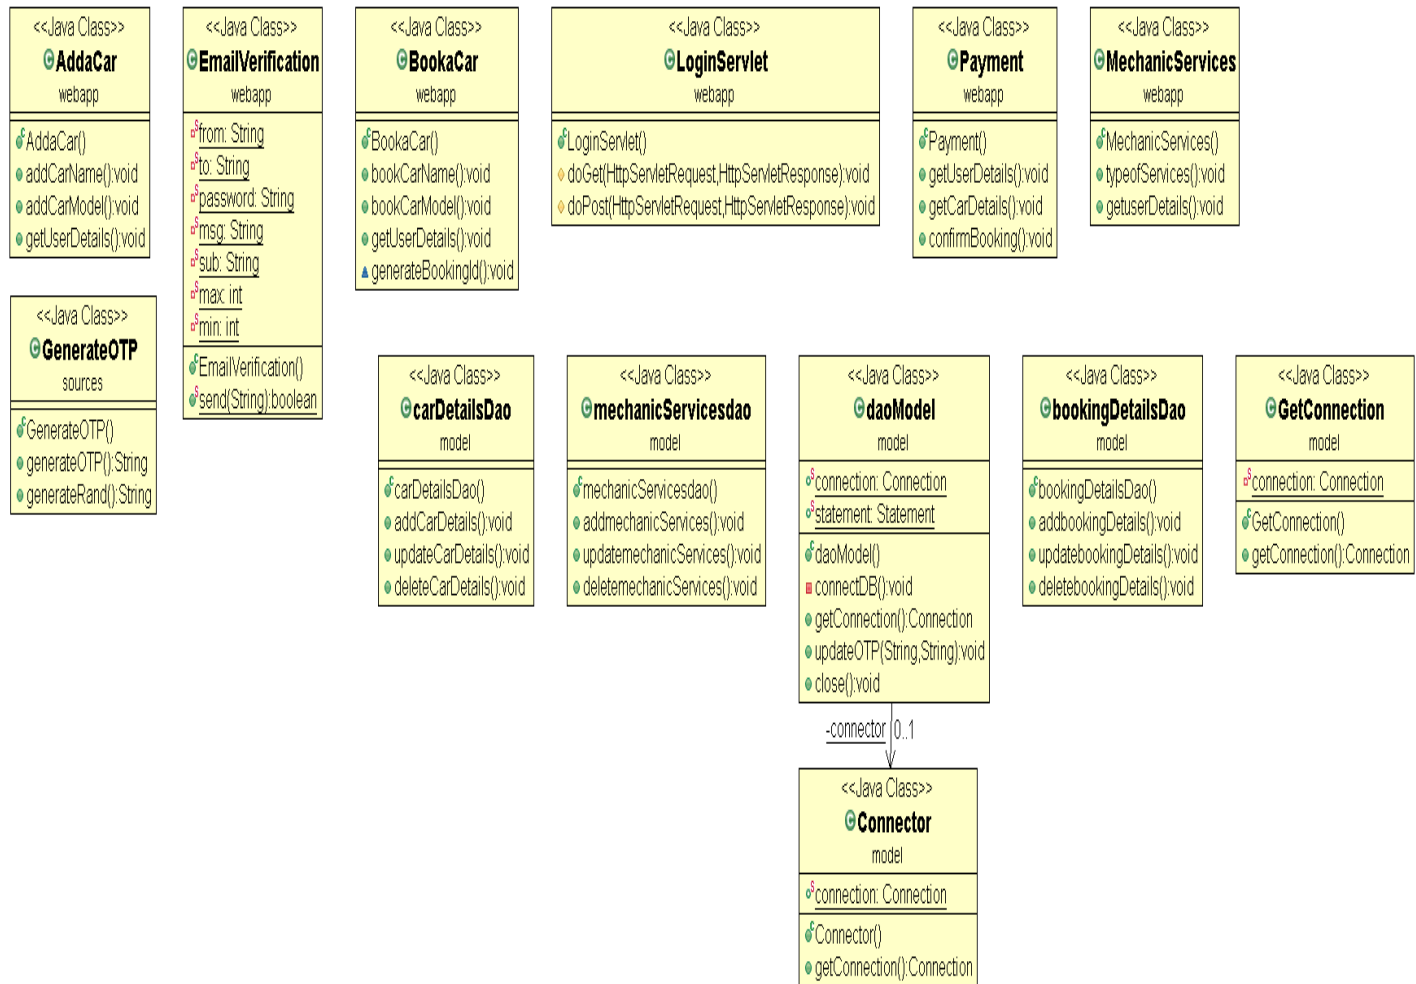 <<Java Class>>
AddaCar
webapp
AddaCar()
addCarName():void
addCarModel():void
getUserDetails():void
<<Java Class>>
EmailVerification
webapp
from: String
to: String
password: String
msg: String
sub: String
max: int
min: int
EmailVerification()
send(String):boolean
<<Java Class>>
BookaCar
webapp
BookaCar()
bookCarName():void
bookCarModel():void
getUserDetails():void
generateBookingId():void
<<Java Class>>
LoginServlet
webapp
LoginServlet()
doGet(HttpServletRequest,HttpServletResponse):void
doPost(HttpServletRequest,HttpServletResponse):void
<<Java Class>>
Payment
webapp
Payment()
getUserDetails():void
getCarDetails():void
confirmBooking():void
<<Java Class>>
MechanicServices
webapp
MechanicServices()
typeofServices():void
getuserDetails():void
<<Java Class>>
GenerateOTP
sources
GenerateOTP()
generateOTP():String
generateRand():String
<<Java Class>>
carDetailsDao
model
carDetailsDao()
addCarDetails():void
updateCarDetails():void
deleteCarDetails():void
<<Java Class>>
mechanicServicesdao
model
mechanicServicesdao()
addmechanicServices():void
updatemechanicServices():void
deletemechanicServices():void
<<Java Class>>
daoModel
model
connection: Connection
statement: Statement
daoModel()
connectDB():void
getConnection():Connection
updateOTP(String,String):void
close():void
<<Java Class>>
bookingDetailsDao
model
bookingDetailsDao()
addbookingDetails():void
updatebookingDetails():void
deletebookingDetails():void
<<Java Class>>
GetConnection
model
connection: Connection
GetConnection()
getConnection():Connection
-connector 0..1
<<Java Class>>
Connector
model
connection: Connection
Connector()
getConnection():Connection